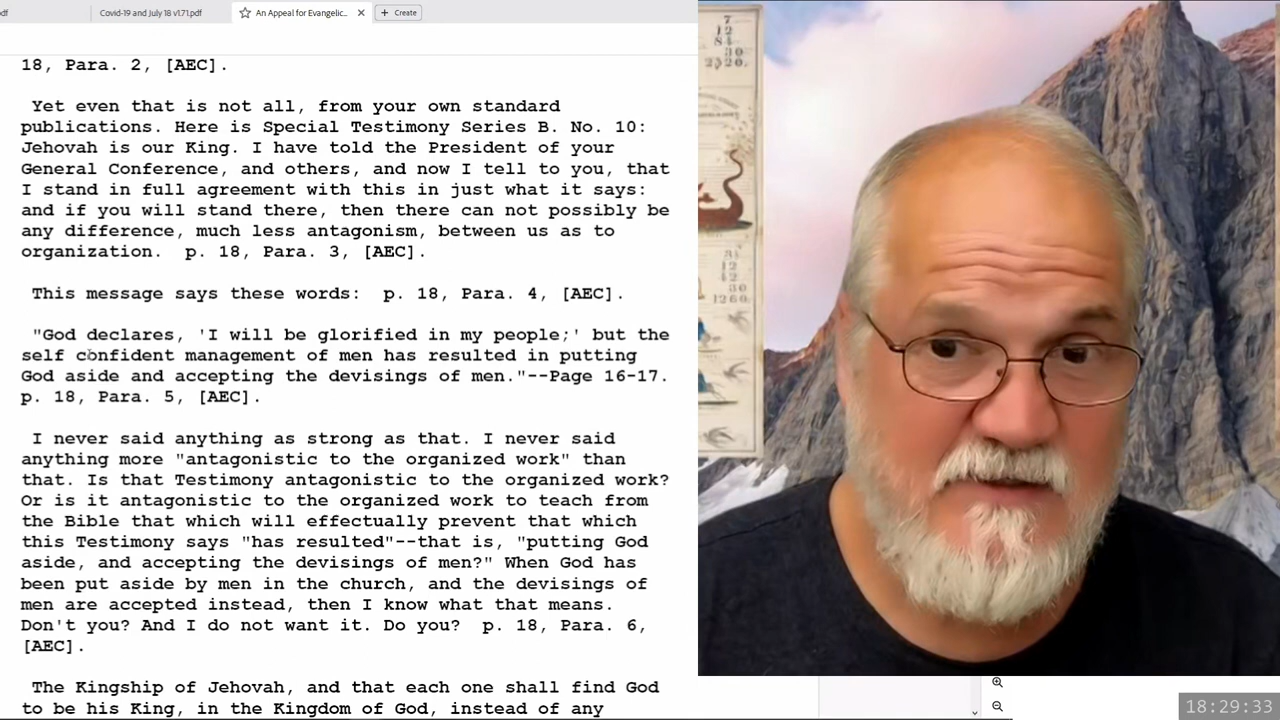 df
Covid-19 and July 18 v1.71.pdf
An Appeal for Evangelic...
Create
18, Para. 2, [AEC].
Yet even that is not all, from your own standard
publications. Here is Special Testimony Series B. No. 10:
Jehovah is our King. I have told the President of your
General Conference, and others, and now I tell to you, that
I stand in full agreement with this in just what it says:
and if you will stand there, then there can not possibly be
any difference, much less antagonism, between us as to
organization.  p. 18, Para. 3, [AEC].
This message says these words:  p. 18, Para. 4, [AEC].
"God declares, 'I will be glorified in my people;' but the
self confident management of men has resulted in putting
God aside and accepting the devisings of men."--Page 16-17.
p. 18, Para. 5, [AEC].
I never said anything as strong as that. I never said
anything more "antagonistic to the organized work" than
that. Is that Testimony antagonistic to the organized work?
Or is it antagonistic to the organized work to teach from
the Bible that which will effectually prevent that which
this Testimony says "has resulted"--that is, "putting God
aside, and accepting the devisings of men?" When God has
been put aside by men in the church, and the devisings of
men are accepted instead, then I know what that means.
Don't you? And I do not want it. Do you?  p. 18, Para. 6,
[AEC].
The Kingship of Jehovah, and that each one shall find God
to be his King, in the Kingdom of God, instead of any
7
12
84
30
2520.
12
42
30
1260.
18:29:33